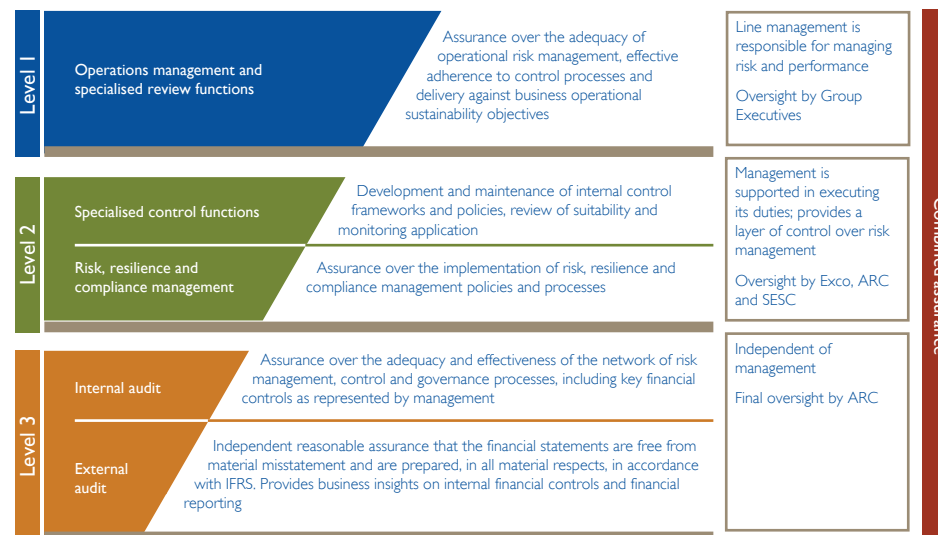 Level 1
Operations management and
specialised review functions
Assurance over the adequacy of
operational risk management, effective
adherence to control processes and
delivery against business operational
sustainability objectives
Line management is
responsible for managing
risk and performance
Oversight by Group
Executives
Level 2
Specialised control functions
Development and maintenance of internal control
frameworks and policies, review of suitability and
monitoring application
Risk, resilience and
compliance management
Assurance over the implementation of risk, resilience and
compliance management policies and processes
Management is
supported in executing
its duties; provides a
layer of control over risk
management
Oversight by Exco, ARC
and SESC
Level 3
Internal audit
Assurance over the adequacy and effectiveness of the network of risk
management, control and governance processes, including key financial
controls as represented by management
External
audit
Independent reasonable assurance that the financial statements are free from
material misstatement and are prepared, in all material respects, in accordance
with IFRS. Provides business insights on internal financial controls and financial
reporting
Independent of
management
Final oversight by ARC
Combined assurance